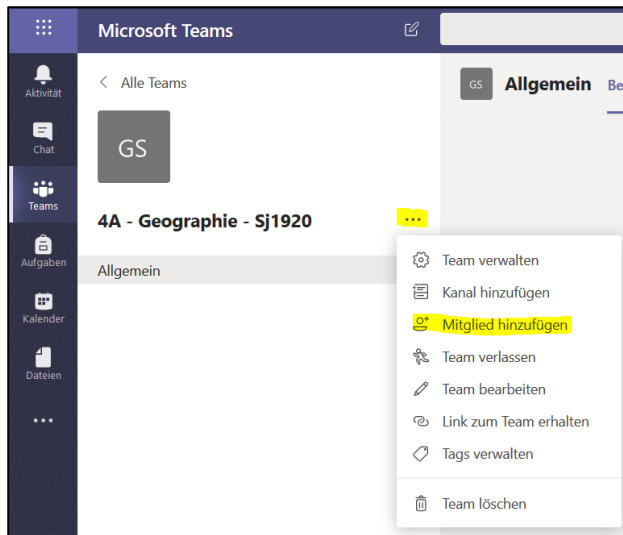 Microsoft Teams
Aktivität
Chat
Teams
Aufgaben
Kalender
Dateien
Alle Teams
GS
4A - Geographie - Sj1920
Allgemein
GS Allgemein Be
Team verwalten
Kanal hinzufügen
Mitglied hinzufügen
Team verlassen
Team bearbeiten
Link zum Team erhalten
Tags verwalten
Team löschen